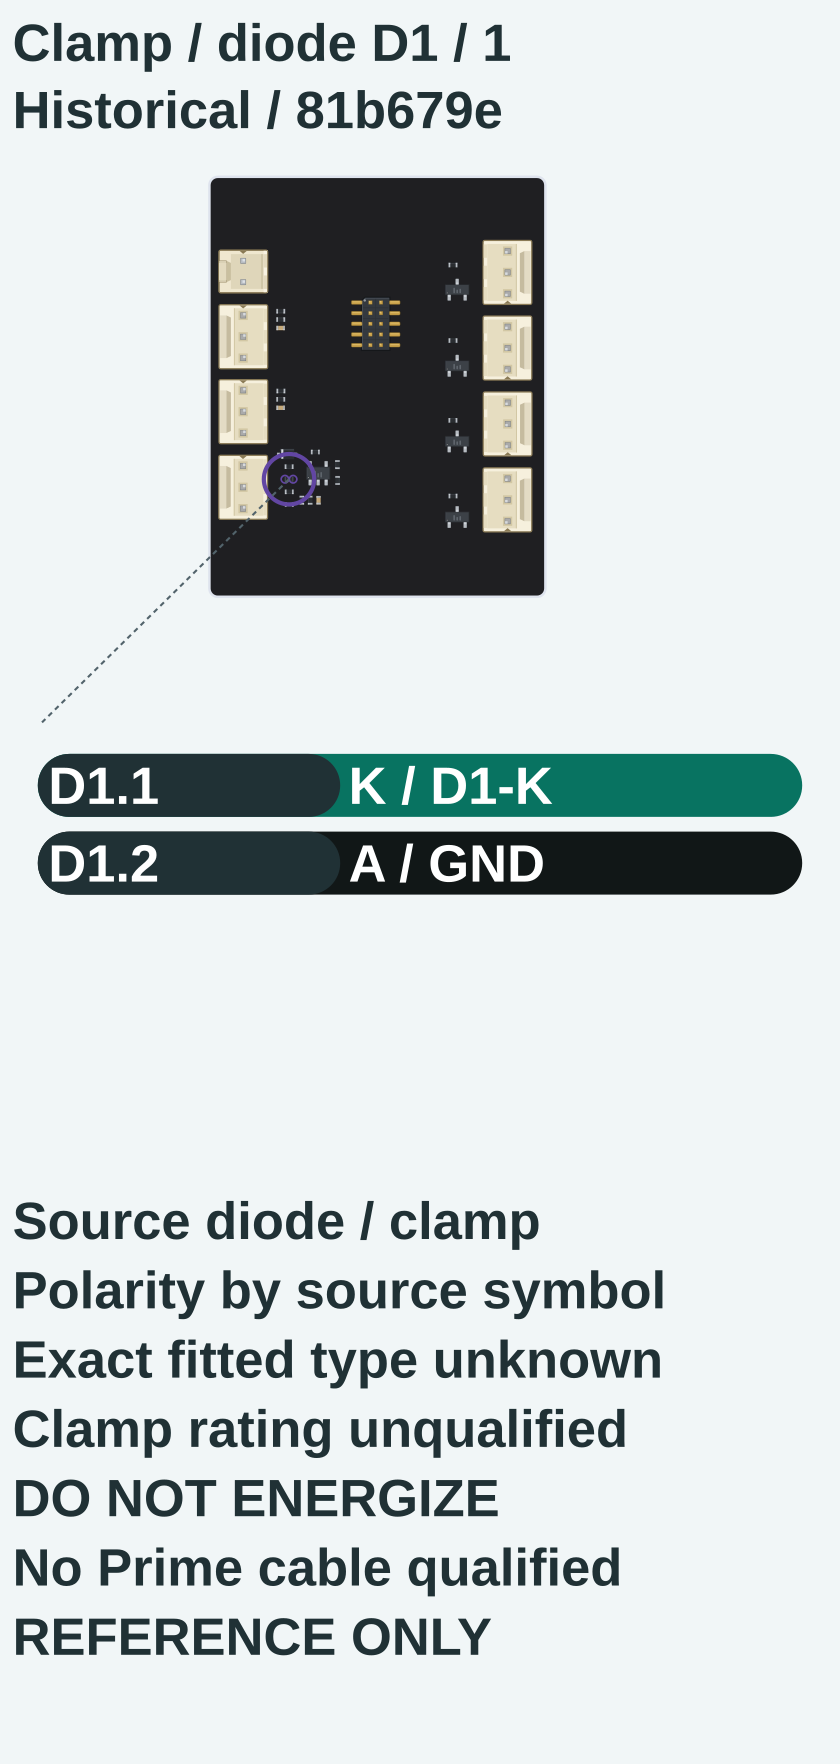 Clamp / diode D1 / 1
Historical / 81b679e
D1.1 K / D1-K
D1.2 A / GND
Source diode / clamp
Polarity by source symbol
Exact fitted type unknown
Clamp rating unqualified
DO NOT ENERGIZE
No Prime cable qualified
REFERENCE ONLY